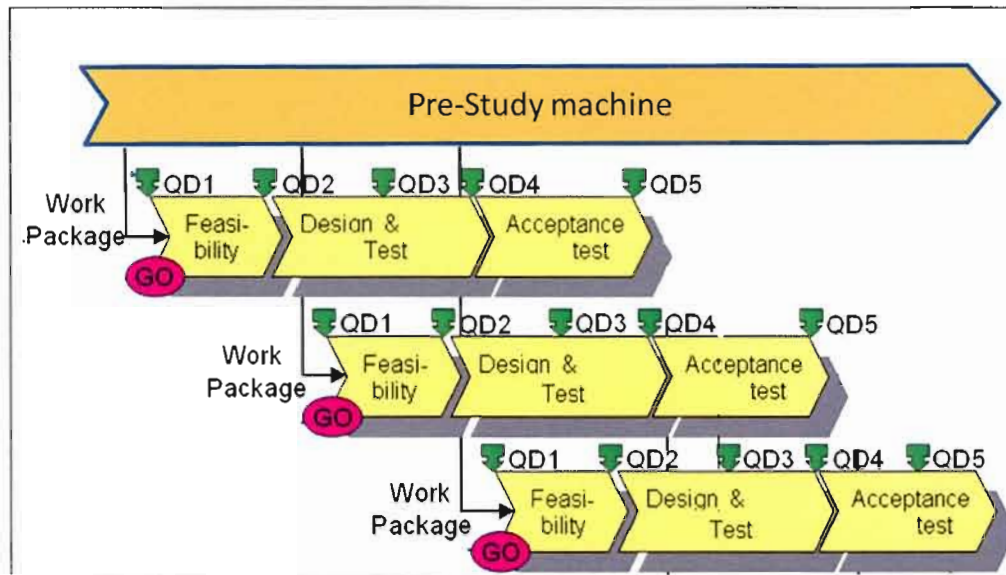 Pre-Study machine
QD1 QD2 QD3 QD4 QD5
Work
Package
Feasi-
bility
Design &
Test
Acceptance
test
GO
QD1 QD2 QD3 QD4 QD5
Work
Package
Feasi-
bility
Design &
Test
Acceptance
test
GO
QD1 QD2 QD3 QD4 QD5
Work
Package
Feasi-
bility
Design &
Test
Acceptance
test
GO